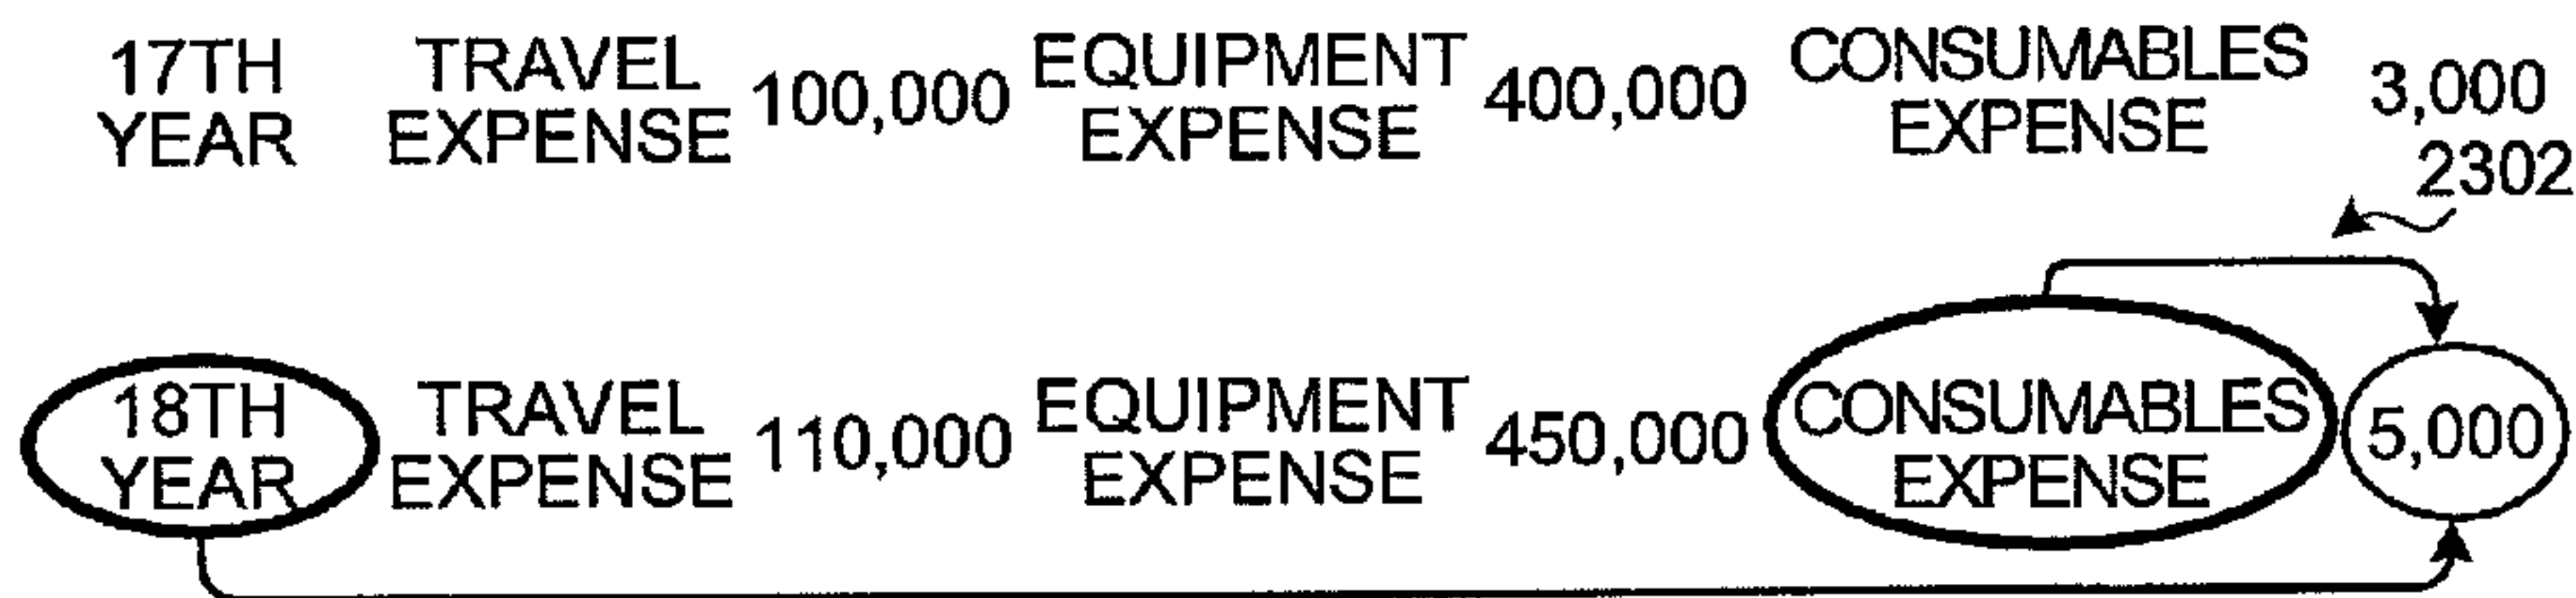 17TH YEAR TRAVEL EXPENSE 100,000 EQUIPMENT EXPENSE 400,000 CONSUMABLES EXPENSE 3,000
2302
18TH YEAR TRAVEL EXPENSE 110,000 EQUIPMENT EXPENSE 450,000 CONSUMABLES EXPENSE 5,000